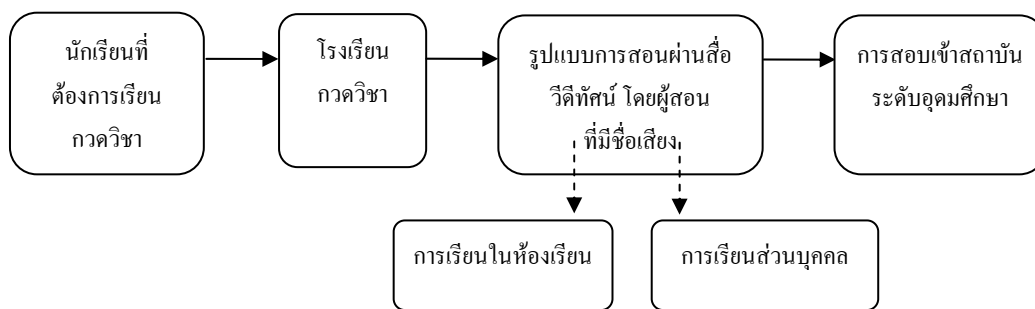 นักเรียนที่
ต้องการเรียน
กวดวิชา
โรงเรียน
กวดวิชา
รูปแบบการสอนผ่านสื่อ
วีดีทัศน์ โดยผู้สอน
ที่มีชื่อเสียง
การสอบเข้าสถาบัน
ระดับอุดมศึกษา
การเรียนในห้องเรียน
การเรียนส่วนบุคคล